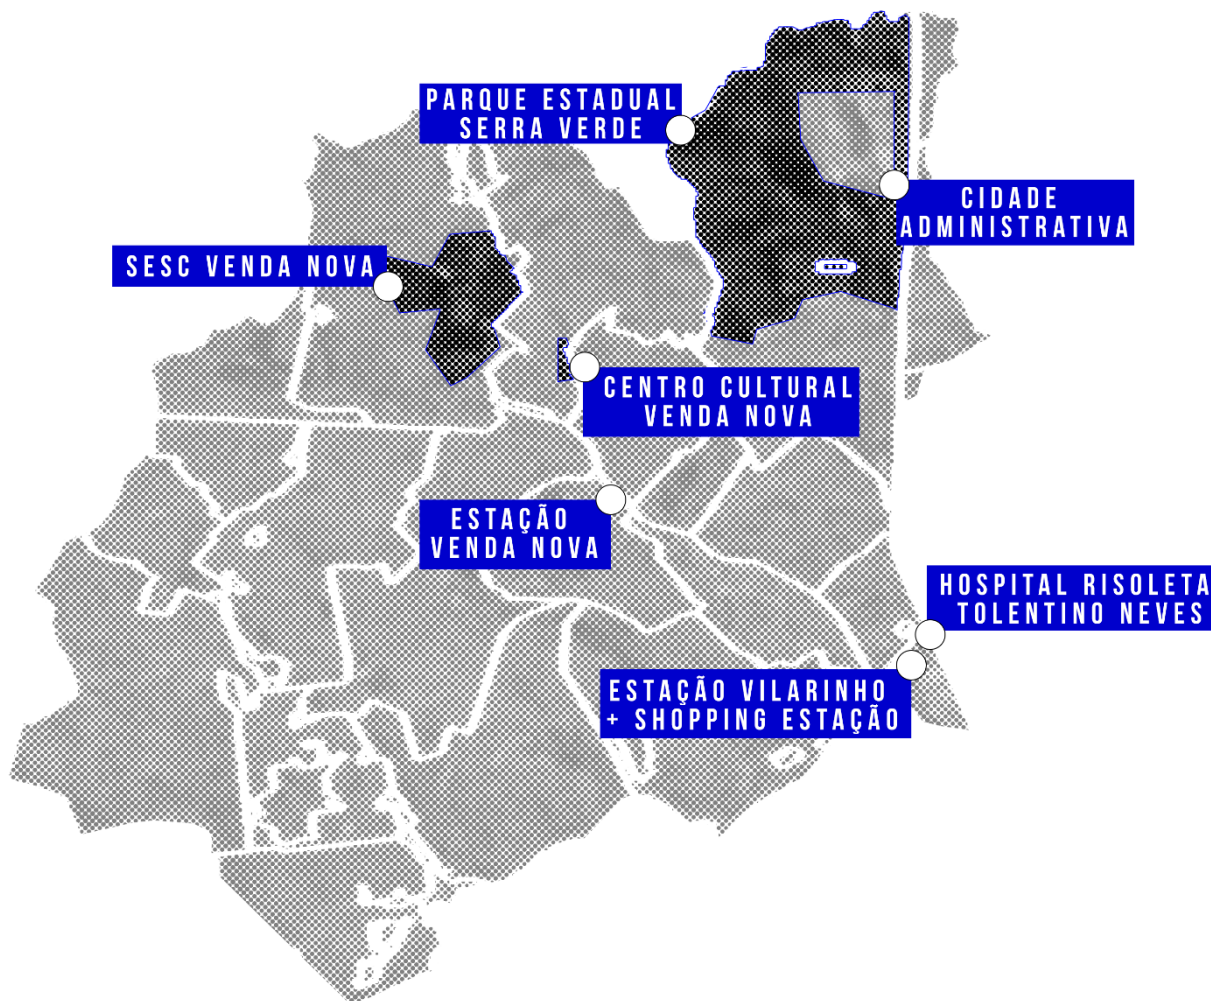 PARQUE ESTADUAL
SERRA VERDE
CIDADE
ADMINISTRATIVA
SESC VENDA NOVA
CENTRO CULTURAL
VENDA NOVA
ESTAÇÃO
VENDA NOVA
HOSPITAL RISOLETA
TOLENTINO NEVES
ESTAÇÃO VILARINHO
+ SHOPPING ESTAÇÃO